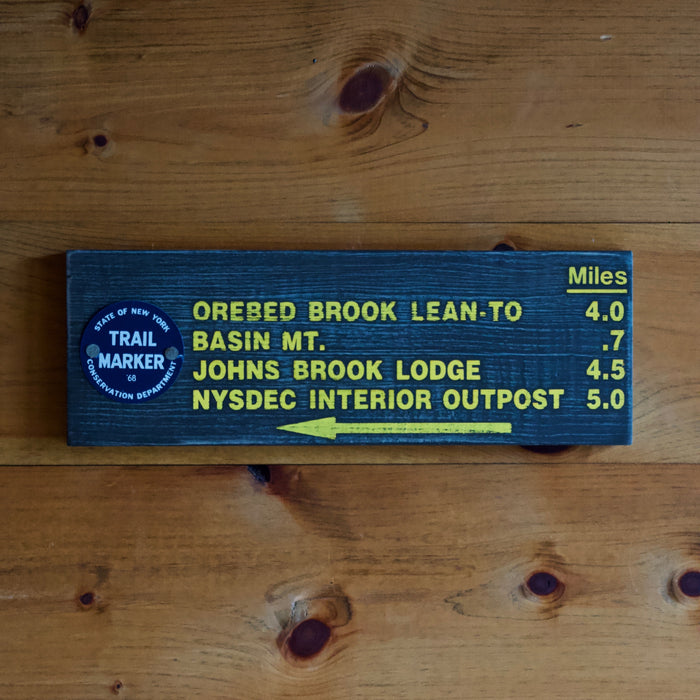 Miles
OREBED BROOK LEAN-TO 4.0
BASIN MT. .7
JOHNS BROOK LODGE 4.5
NYSDEC INTERIOR OUTPOST 5.0
STATE OF NEW YORK
TRAIL
MARKER
'68
CONSERVATION DEPARTMENT